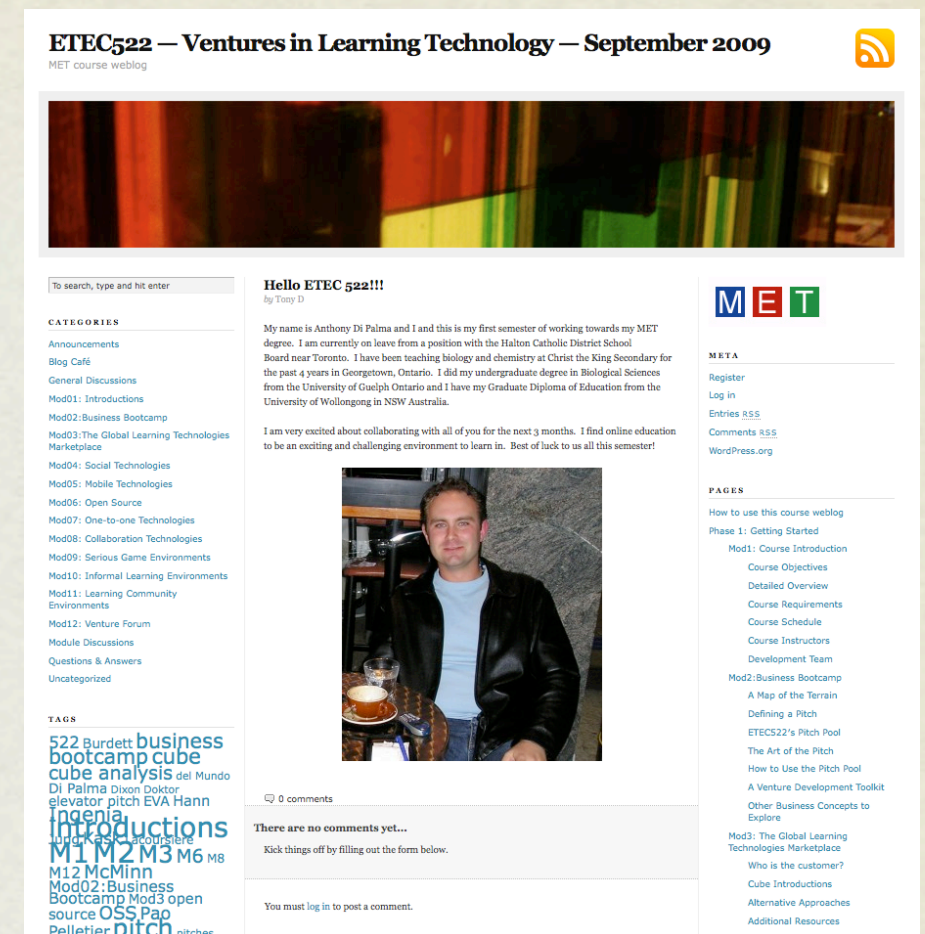 ETEC522 — Ventures in Learning Technology — September 2009
MET course weblog
To search, type and hit enter
CATEGORIES
Announcements
Blog Café
General Discussions
Mod01: Introductions
Mod02:Business Bootcamp
Mod03:The Global Learning Technologies
Marketplace
Mod04: Social Technologies
Mod05: Mobile Technologies
Mod06: Open Source
Mod07: One-to-one Technologies
Mod08: Collaboration Technologies
Mod09: Serious Game Environments
Mod10: Informal Learning Environments
Mod11: Learning Community
Environments
Mod12: Venture Forum
Module Discussions
Questions & Answers
Uncategorized
TAGS
522 Burdett business
bootcamp cube
cube analysis del Mundo
Di Palma Dixon Doktor
elevator pitch EVA Hann
Ingenia
Introductions
Jung Kask Lacoursiere
M1 M2 M3 M6 M8
M12 McMinn
Mod02:Business
Bootcamp Mod3 open
source OSS Pao
Pelletier pitch pitches
Hello ETEC 522!!!
by Tony D
My name is Anthony Di Palma and I and this is my first semester of working towards my MET
degree.  I am currently on leave from a position with the Halton Catholic District School
Board near Toronto.  I have been teaching biology and chemistry at Christ the King Secondary for
the past 4 years in Georgetown, Ontario.  I did my undergraduate degree in Biological Sciences
from the University of Guelph Ontario and I have my Graduate Diploma of Education from the
University of Wollongong in NSW Australia.
I am very excited about collaborating with all of you for the next 3 months.  I find online education
to be an exciting and challenging environment to learn in.  Best of luck to us all this semester!
0 comments
There are no comments yet...
Kick things off by filling out the form below.
You must log in to post a comment.
MET
META
Register
Log in
Entries RSS
Comments RSS
WordPress.org
PAGES
How to use this course weblog
Phase 1: Getting Started
Mod1: Course Introduction
Course Objectives
Detailed Overview
Course Requirements
Course Schedule
Course Instructors
Development Team
Mod2:Business Bootcamp
A Map of the Terrain
Defining a Pitch
ETEC522's Pitch Pool
The Art of the Pitch
How to Use the Pitch Pool
A Venture Development Toolkit
Other Business Concepts to
Explore
Mod3: The Global Learning
Technologies Marketplace
Who is the customer?
Cube Introductions
Alternative Approaches
Additional Resources